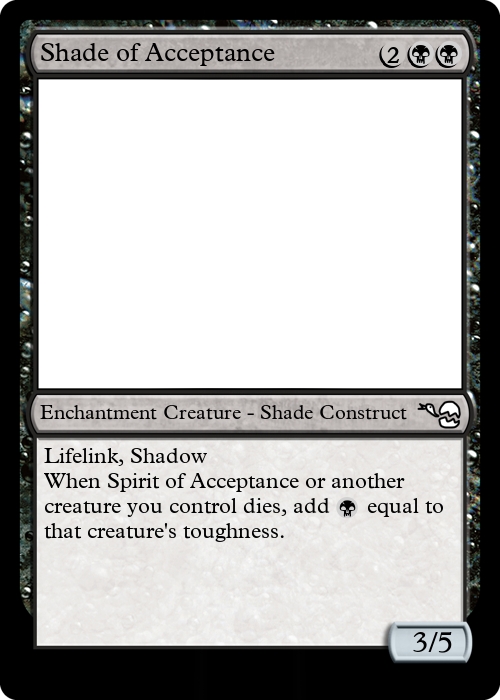 Shade of Acceptance 2
Enchantment Creature - Shade Construct
Lifelink, Shadow
When Spirit of Acceptance or another
creature you control dies, add equal to
that creature's toughness.
3/5